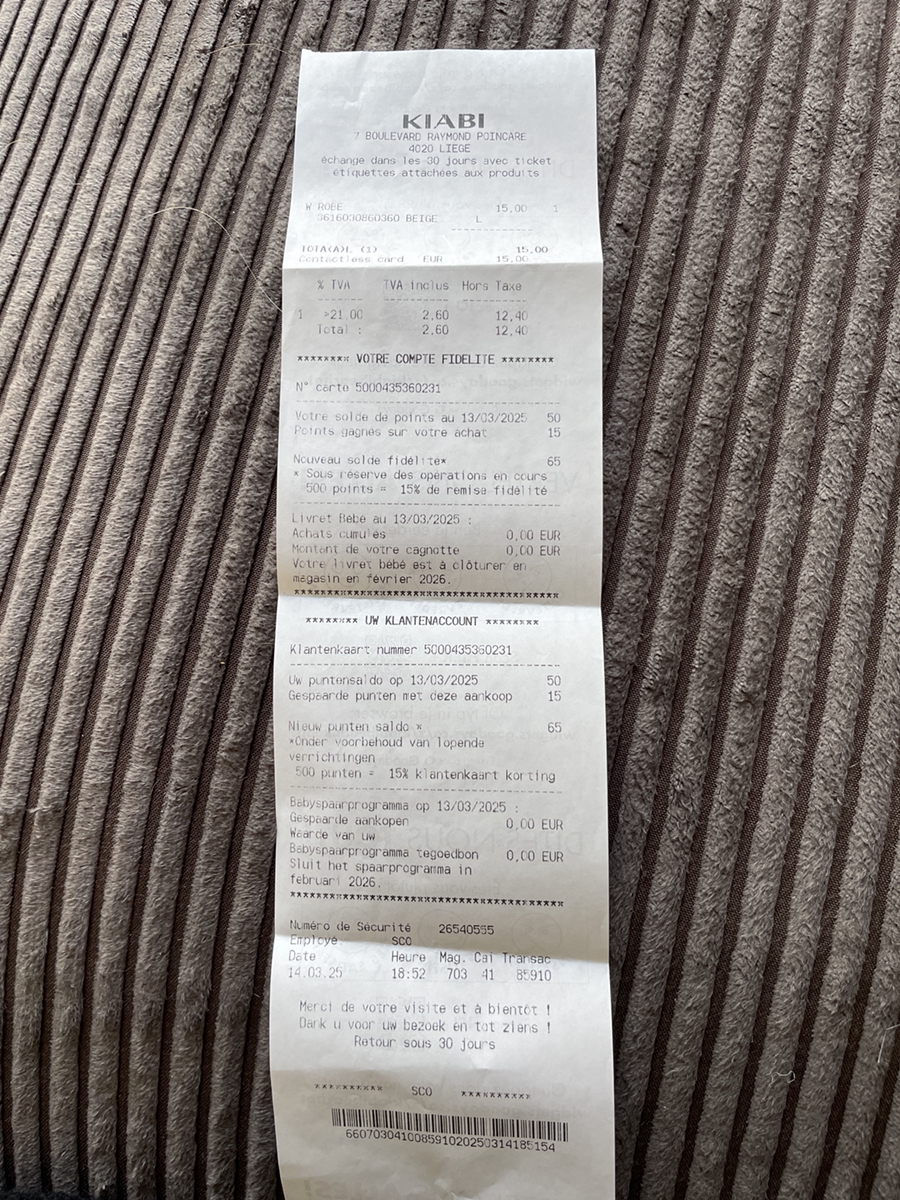 KIABI
7 BOULEVARD RAYMOND POINCARE
4020 LIEGE
échange dans les 30 jours avec ticket
étiquettes attachées aux produits
W ROBE 15,00 1
3616030860360 BEIGE L
TOTA(A)L (1) 15,00
Contactless card EUR 15,00
% TVA TVA inclus Hors Taxe
1 >21,00 2,60 12,40
Total : 2,60 12,40
******** VOTRE COMPTE FIDELITE ********
N° carte 5000435360231
Votre solde de points au 13/03/2025 50
Points gagnés sur votre achat 15
Nouveau solde fidélité* 65
* Sous réserve des opérations en cours
500 points = 15% de remise fidélité
Livret Bébé au 13/03/2025 :
Achats cumulés 0,00 EUR
Montant de votre cagnotte 0,00 EUR
Votre livret bébé est à clôturer en
magasin en février 2026.
******** UW KLANTENACCOUNT ********
Klantenkaart nummer 5000435360231
Uw puntensaldo op 13/03/2025 50
Gespaarde punten met deze aankoop 15
Nieuw punten saldo * 65
*Onder voorbehoud van lopende
verrichtingen
500 punten = 15% klantenkaart korting
Babyspaarprogramma op 13/03/2025 :
Gespaarde aankopen 0,00 EUR
Waarde van uw
Babyspaarprogramma tegoedbon 0,00 EUR
Sluit het spaarprogramma in
februari 2026.
Numéro de Sécurité 26540555
Employé SCO
Date Heure Mag. Cai Transac
14.03.25 18:52 703 41 85910
Merci de votre visite et à bientôt !
Dank u voor uw bezoek en tot ziens !
Retour sous 30 jours
********** SCO **********
660703041008591020250314185154